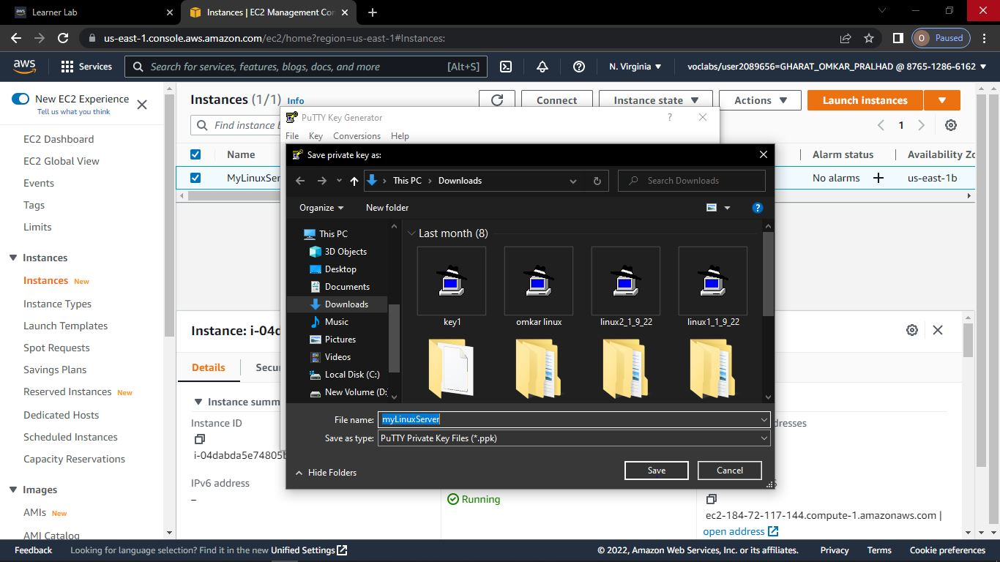 aws
Learner Lab
Instances | EC2 Management Con
us-east-1.console.aws.amazon.com/ec2/home?region=us-east-1#Instances:
O Paused
aws
Services
Search for services, features, blogs, docs, and more
[Alt+S]
N. Virginia
voclabs/user2089656=GHARAT_OMKAR_PRALHAD @ 8765-1286-6162
New EC2 Experience
Tell us what you think
EC2 Dashboard
EC2 Global View
Events
Tags
Limits
Instances
Instances New
Instance Types
Launch Templates
Spot Requests
Savings Plans
Reserved Instances New
Dedicated Hosts
Scheduled Instances
Capacity Reservations
Images
AMIs New
AMI Catalog
Instances (1/1) Info
Connect
Instance state
Actions
Launch instances
Find instance b
1
Name
Alarm status
Availability Zo
MyLinuxSer
No alarms +
us-east-1b
PuTTY Key Generator
?
File Key Conversions Help
Save private key as:
This PC
Downloads
Search Downloads
Organize
New folder
?
This PC
3D Objects
Desktop
Documents
Downloads
Music
Pictures
Videos
Local Disk (C:)
New Volume (D:
Last month (8)
key1
omkar linux
linux2_1_9_22
linux1_1_9_22
File name: myLinuxServer
Save as type: PuTTY Private Key Files (*.ppk)
Hide Folders
Save
Cancel
Instance: i-04d
Details
Secu
Instance summ
Instance ID
i-04dabda5e74805b
IPv6 address
–
dresses
Running
S
ec2-184-72-117-144.compute-1.amazonaws.com |
open address
Feedback
Looking for language selection? Find it in the new Unified Settings
© 2022, Amazon Web Services, Inc. or its affiliates.
Privacy
Terms
Cookie preferences